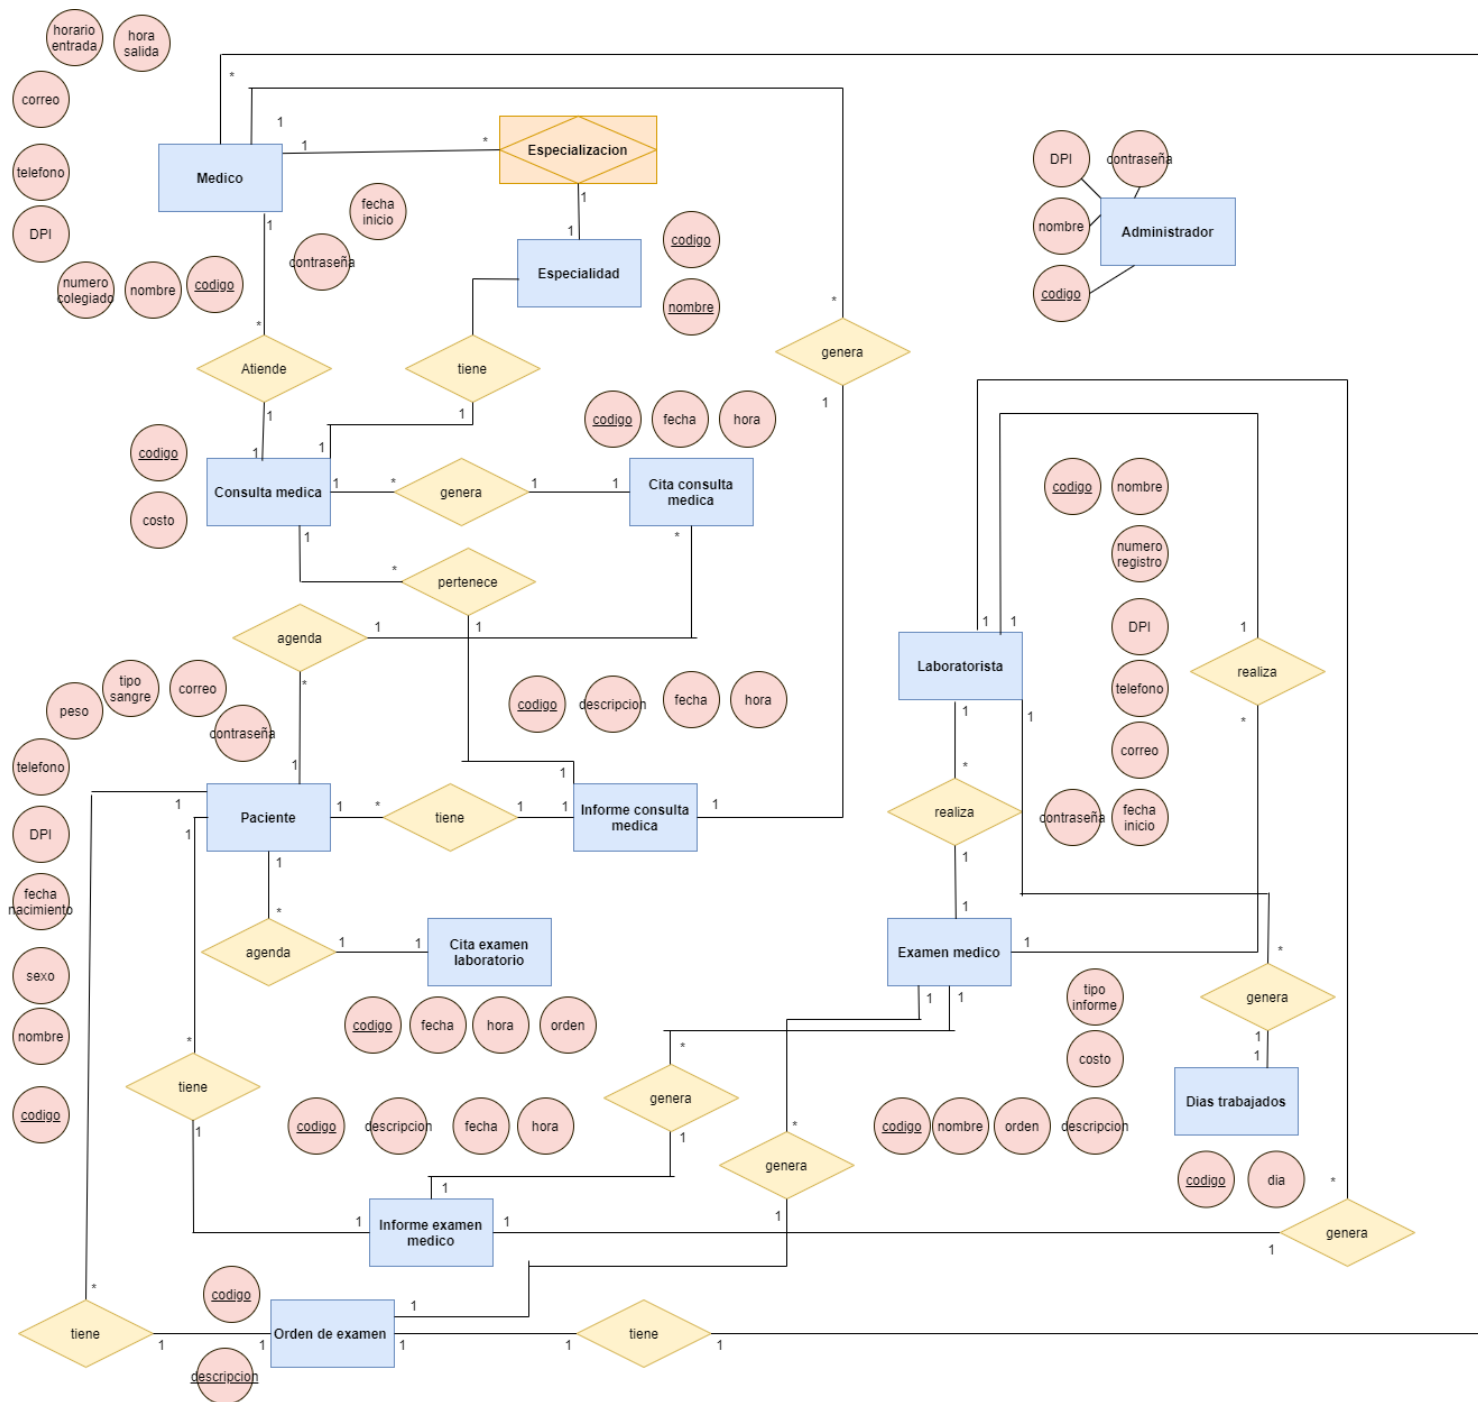 horario
entrada
hora
salida
correo
*
1
1
*
Especializacion
Medico
telefono
DPI
contraseña
fecha
inicio
1
1
DPI
nombre
Administrador
codigo
1
contraseña
codigo
Especialidad
numero
colegiado
nombre
codigo
codigo
nombre
*
*
Atiende
tiene
genera
1
1
1
codigo
fecha
hora
codigo
1
1
Consulta medica
1
*
genera
1
1
Cita consulta
medica
codigo
nombre
costo
1
*
numero
registro
*
pertenece
agenda
1
1
1
1
1
1
DPI
Laboratorista
realiza
*
tipo
sangre
correo
peso
contraseña
codigo
descripcion
fecha
hora
telefono
1
1
*
telefono
1
1
*
correo
1
Paciente
1
*
tiene
1
1
Informe consulta
medica
1
realiza
contraseña
fecha
inicio
DPI
1
1
1
fecha
nacimiento
*
1
agenda
1
1
Cita examen
laboratorio
Examen medico
1
*
sexo
1
1
tipo
informe
genera
codigo
fecha
hora
orden
nombre
*
*
costo
1
1
tiene
genera
Dias trabajados
codigo
codigo
descripcion
fecha
hora
codigo
nombre
orden
descripcion
1
1
*
genera
codigo
dia
1
*
1
Informe examen
medico
1
1
1
genera
codigo
*
1
tiene
1
1
Orden de examen
1
1
tiene
1
descripcion